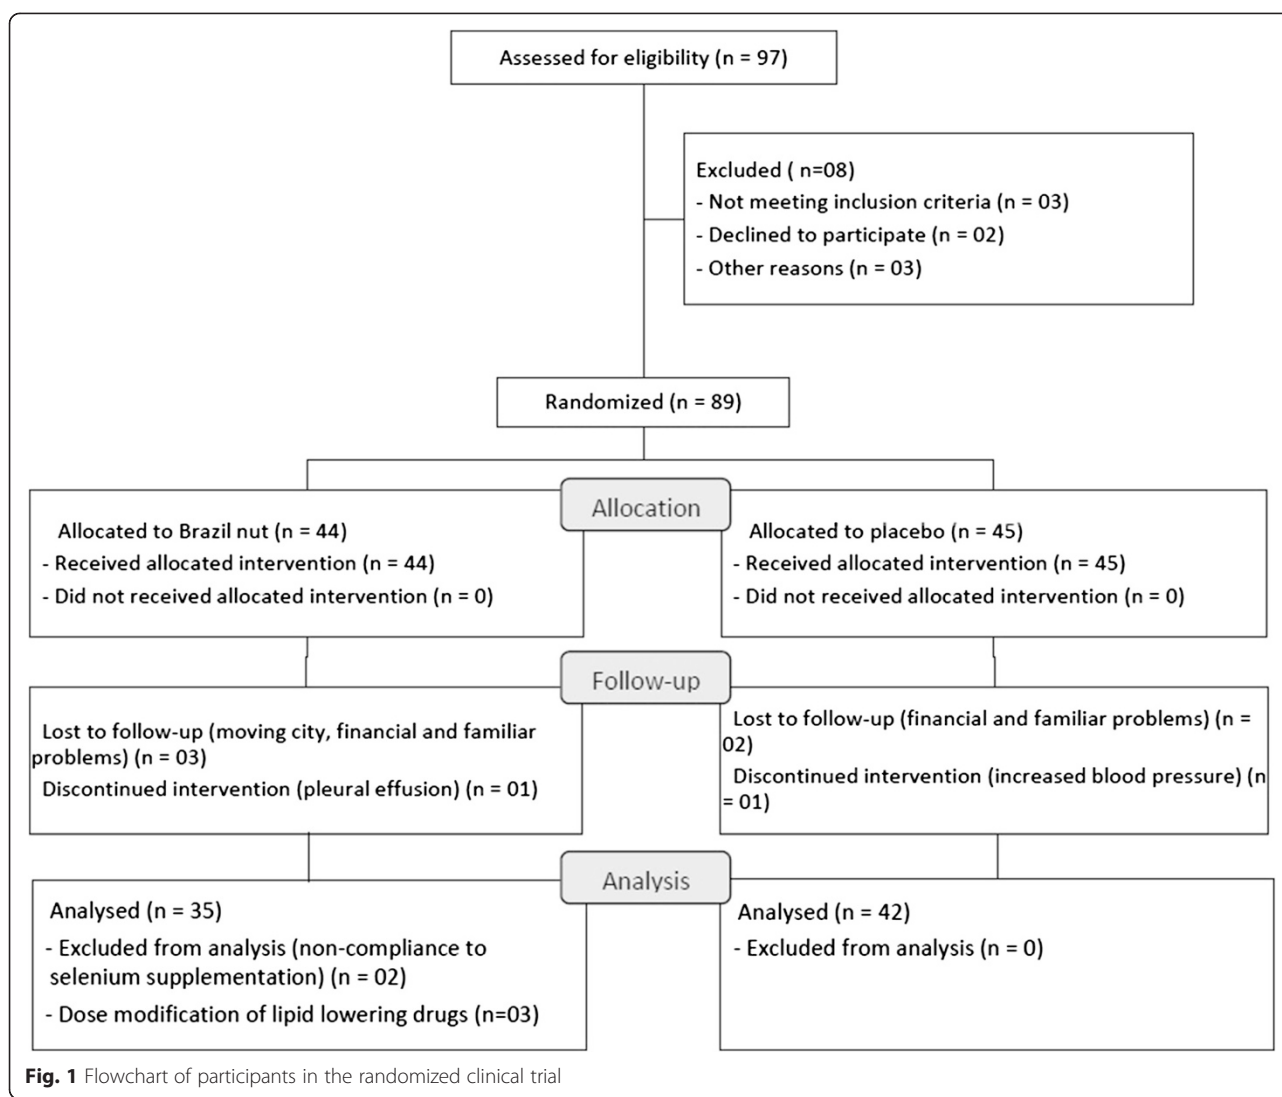 Assessed for eligibility (n = 97)
Excluded ( n=08)
- Not meeting inclusion criteria (n = 03)
- Declined to participate (n = 02)
- Other reasons (n = 03)
Randomized (n = 89)
Allocation
Allocated to Brazil nut (n = 44)
- Received allocated intervention (n = 44)
- Did not received allocated intervention (n = 0)
Allocated to placebo (n = 45)
- Received allocated intervention (n = 45)
- Did not received allocated intervention (n = 0)
Follow-up
Lost to follow-up (moving city, financial and familiar
problems) (n = 03)
Discontinued intervention (pleural effusion) (n = 01)
Lost to follow-up (financial and familiar problems) (n =
02)
Discontinued intervention (increased blood pressure) (n
= 01)
Analysis
Analysed (n = 35)
- Excluded from analysis (non-compliance to
selenium supplementation) (n = 02)
- Dose modification of lipid lowering drugs (n=03)
Analysed (n = 42)
- Excluded from analysis (n = 0)
Fig. 1 Flowchart of participants in the randomized clinical trial